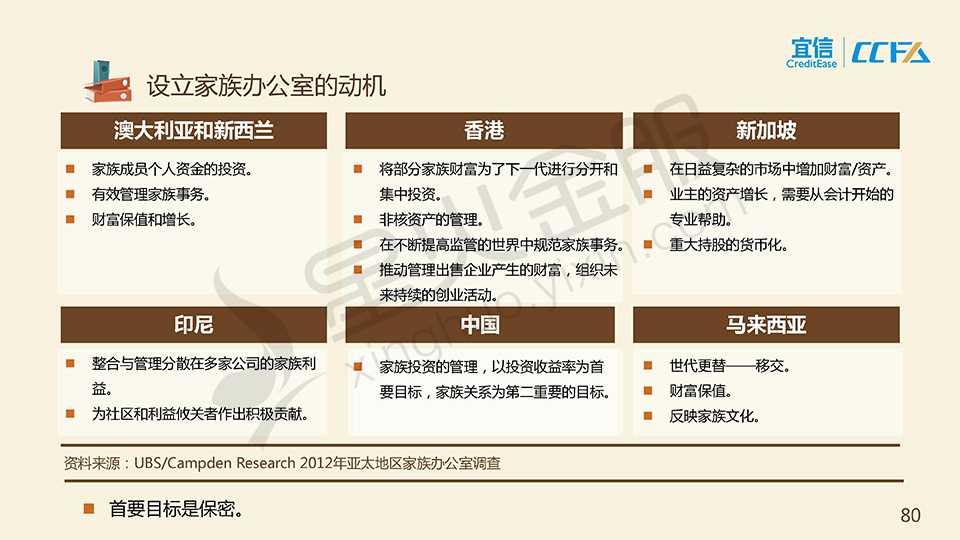 宜信
CreditEase
CCFA
设立家族办公室的动机
澳大利亚和新西兰
家族成员个人资金的投资。
有效管理家族事务。
财富保值和增长。
香港
将部分家族财富为了下一代进行分开和
集中投资。
非核资产的管理。
在不断提高监管的世界中规范家族事务。
推动管理出售企业产生的财富，组织未
来持续的创业活动。
新加坡
在日益复杂的市场中增加财富/资产。
业主的资产增长，需要从会计开始的
专业帮助。
重大持股的货币化。
印尼
整合与管理分散在多家公司的家族利
益。
为社区和利益攸关者作出积极贡献。
中国
家族投资的管理，以投资收益率为首
要目标，家族关系为第二重要的目标。
马来西亚
世代更替——移交。
财富保值。
反映家族文化。
星火金服
xinghuo.yixin.com
资料来源：UBS/Campden Research 2012年亚太地区家族办公室调查
首要目标是保密。
80